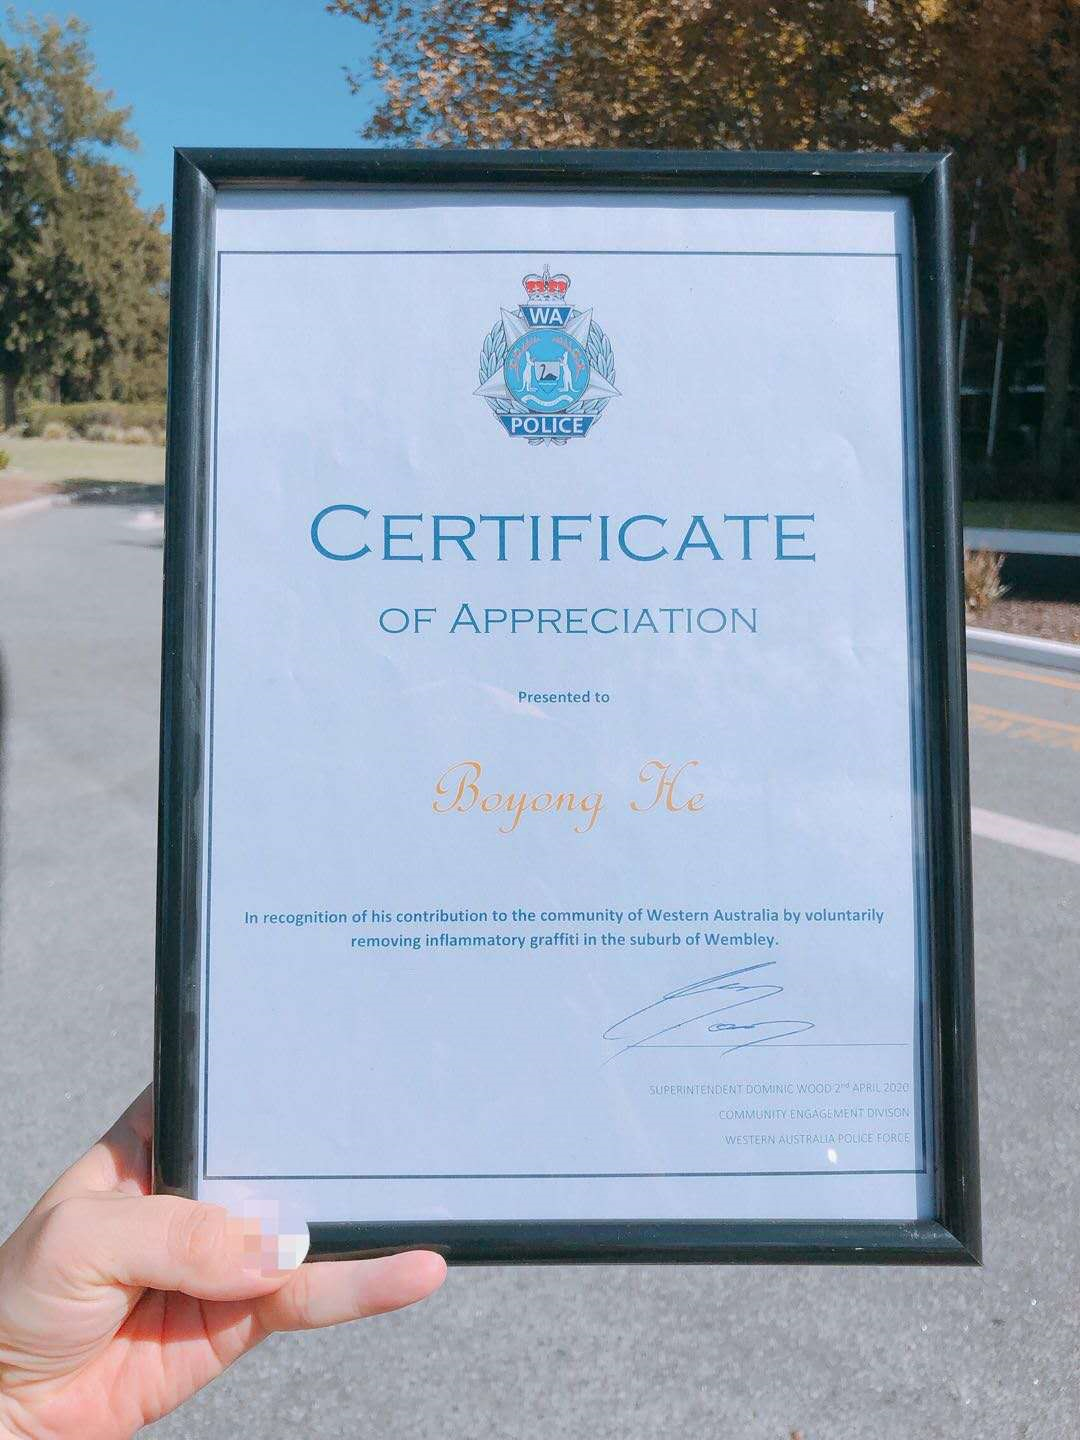 WA
POLICE
CERTIFICATE
OF APPRECIATION
Presented to
Boyong He
In recognition of his contribution to the community of Western Australia by voluntarily
removing inflammatory graffiti in the suburb of Wembley.
SUPERINTENDENT DOMINIC WOOD 2nd APRIL 2020
COMMUNITY ENGAGEMENT DIVISON
WESTERN AUSTRALIA POLICE FORCE